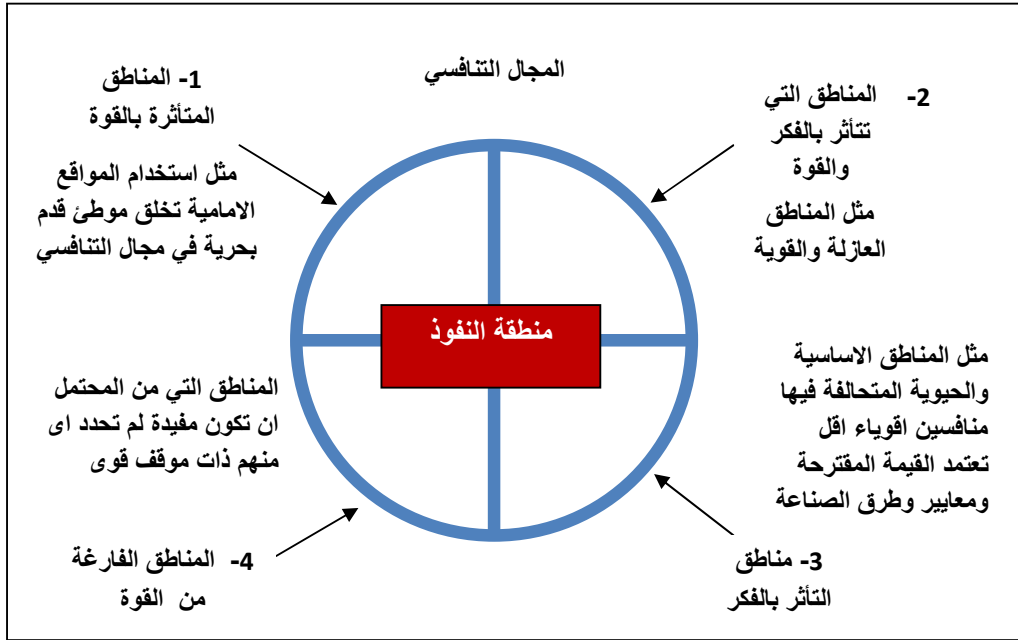 المجال التنافسي
1- المناطق
المتأثرة بالقوة
مثل استخدام المواقع
الامامية تخلق موطئ قدم
بحرية في مجال التنافسي
2- المناطق التي
تتأثر بالفكر
والقوة
مثل المناطق
العازلة والقوية
منطقة النفوذ
مثل المناطق الاساسية
والحيوية المتحالفة فيها
منافسين اقوياء اقل
تعتمد القيمة المقترحة
ومعايير وطرق الصناعة
3- مناطق
التأثر بالفكر
المناطق التي من المحتمل
ان تكون مفيدة لم تحدد اى
منهم ذات موقف قوى
4- المناطق الفارغة
من القوة